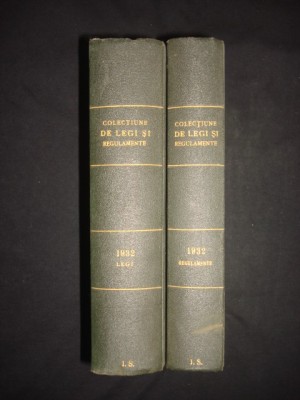 COLECȚIUNE
DE LEGI ȘI
REGULAMENTE
1932
LEGI
I. S.
COLECȚIUNE
DE LEGI ȘI
REGULAMENTE
1932
REGULAMENTE
I. S.